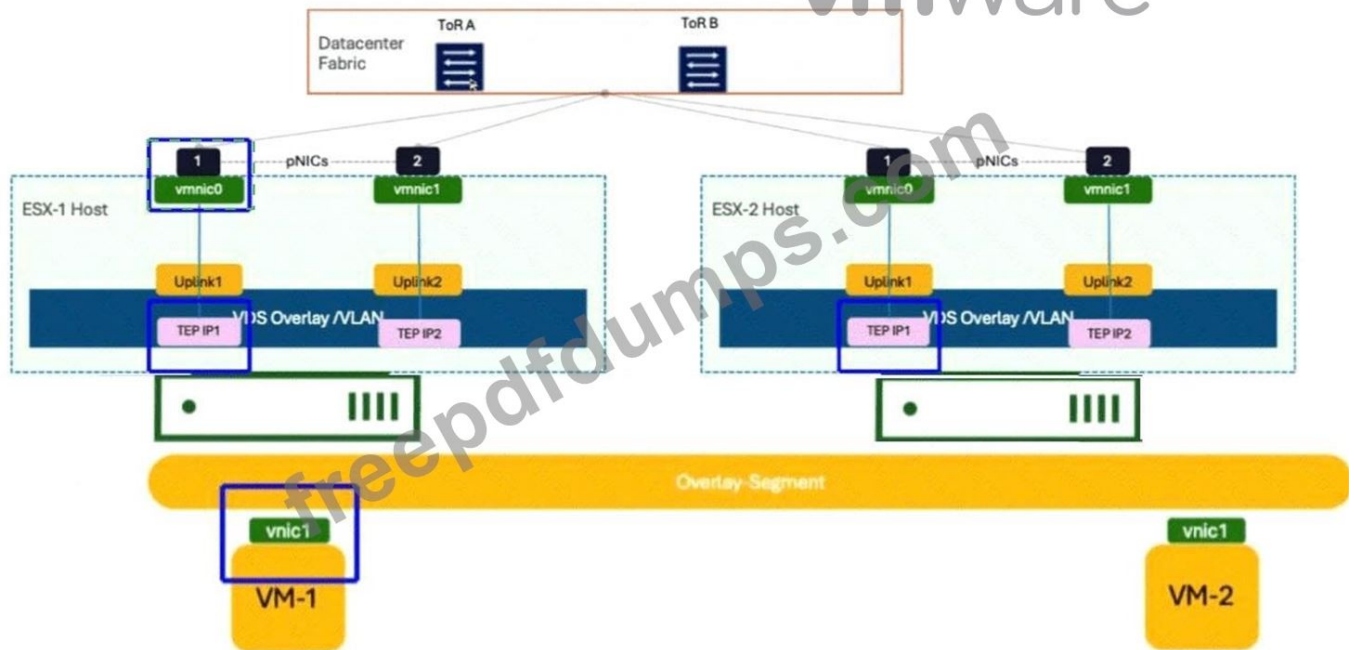 vmware
ToR A
ToR B
Datacenter
Fabric
1
pNICs
2
1
pNICs
2
vmnic0
vmnic1
vmnic0
vmnic1
ESX-1 Host
ESX-2 Host
Uplink1
Uplink2
Uplink1
Uplink2
VDS Overlay /VLAN
VDS Overlay /VLAN
TEP IP1
TEP IP2
TEP IP1
TEP IP2
freepdfdumps.com
Overlay-Segment
vnic1
vnic1
VM-1
VM-2